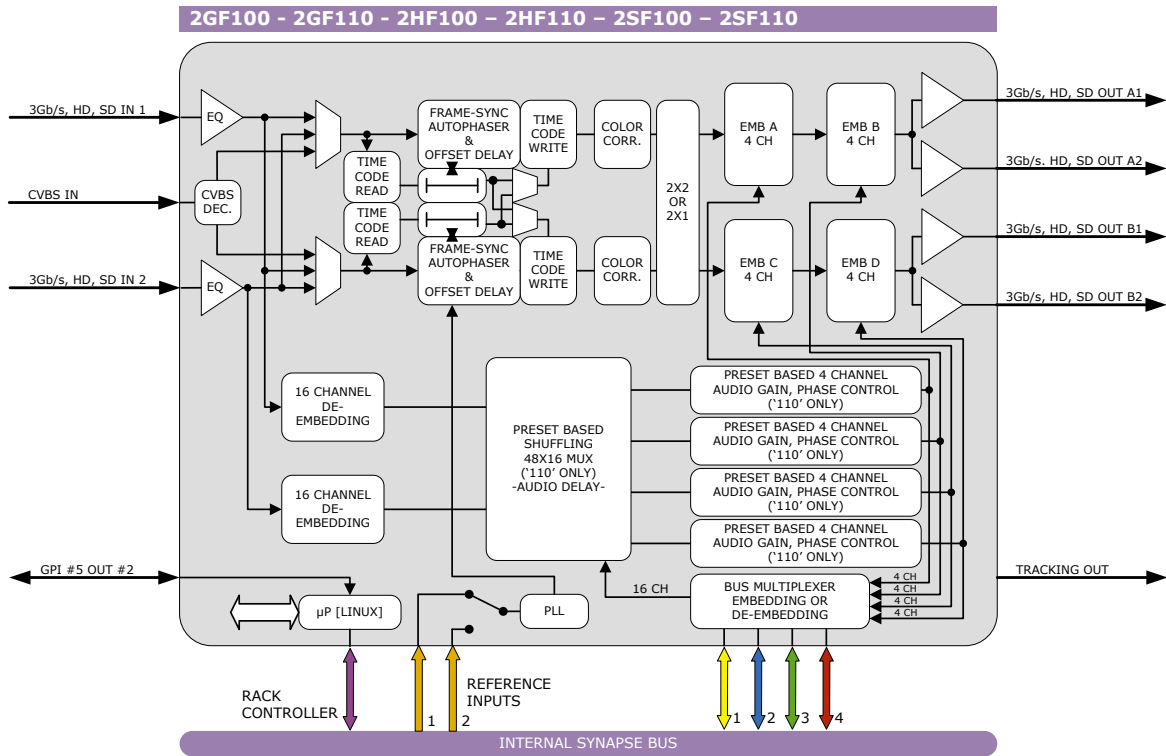 2GF100 - 2GF110 - 2HF100 – 2HF110 – 2SF100 – 2SF110
3Gb/s, HD, SD IN 1
CVBS IN
3Gb/s, HD, SD IN 2
GPI #5 OUT #2
EQ
EQ
CVBS
DEC.
TIME
CODE
READ
TIME
CODE
READ
FRAME-SYNC
AUTOPHASER
&
OFFSET DELAY
FRAME-SYNC
AUTOPHASER
&
OFFSET DELAY
TIME
CODE
WRITE
TIME
CODE
WRITE
COLOR
CORR.
COLOR
CORR.
2X2
OR
2X1
EMB A
4 CH
EMB B
4 CH
EMB C
4 CH
EMB D
4 CH
3Gb/s, HD, SD OUT A1
3Gb/s, HD, SD OUT A2
3Gb/s, HD, SD OUT B1
3Gb/s, HD, SD OUT B2
16 CHANNEL
DE-
EMBEDDING
16 CHANNEL
DE-
EMBEDDING
PRESET BASED
SHUFFLING
48X16 MUX
(‘110’ ONLY)
-AUDIO DELAY-
PRESET BASED 4 CHANNEL
AUDIO GAIN, PHASE CONTROL
(‘110’ ONLY)
PRESET BASED 4 CHANNEL
AUDIO GAIN, PHASE CONTROL
(‘110’ ONLY)
PRESET BASED 4 CHANNEL
AUDIO GAIN, PHASE CONTROL
(‘110’ ONLY)
PRESET BASED 4 CHANNEL
AUDIO GAIN, PHASE CONTROL
(‘110’ ONLY)
TRACKING OUT
16 CH
BUS MULTIPLEXER
EMBEDDING OR
DE-EMBEDDING
4 CH
4 CH
4 CH
4 CH
µP [LINUX]
PLL
RACK
CONTROLLER
REFERENCE
INPUTS
1
2
1
2
3
4
INTERNAL SYNAPSE BUS